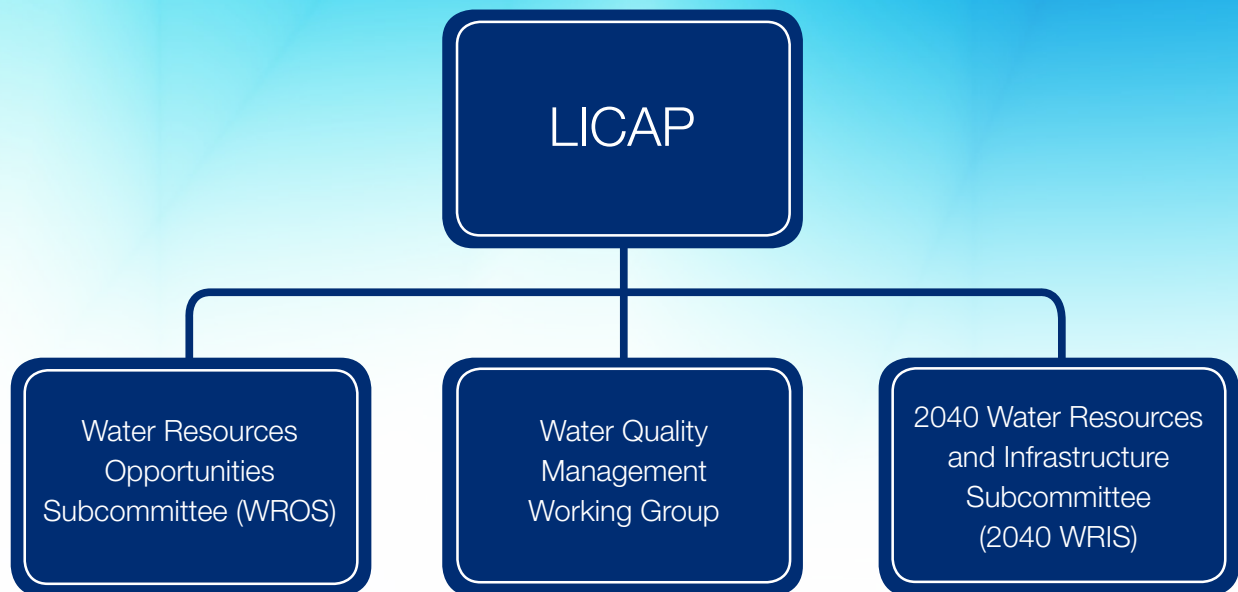 LICAP
Water Resources
Opportunities
Subcommittee (WROS)
Water Quality
Management
Working Group
2040 Water Resources
and Infrastructure
Subcommittee
(2040 WRIS)